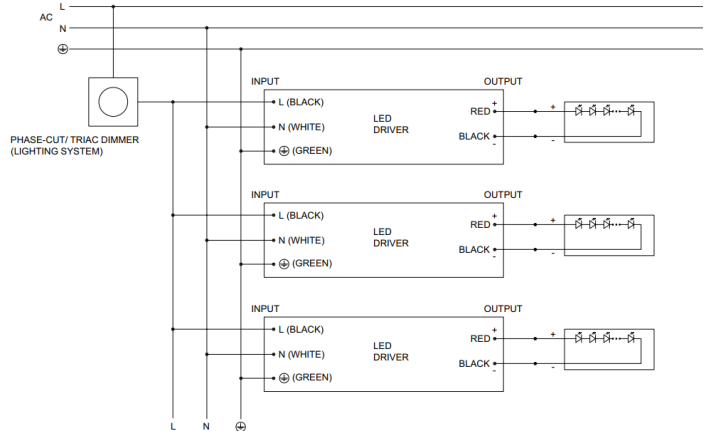 L
AC
N
INPUT OUTPUT
L (BLACK) + RED +
LED DRIVER
N (WHITE) BLACK - -
(GREEN)
PHASE-CUT/ TRIAC DIMMER
(LIGHTING SYSTEM)
INPUT OUTPUT
L (BLACK) + RED +
LED DRIVER
N (WHITE) BLACK - -
(GREEN)
INPUT OUTPUT
L (BLACK) + RED +
LED DRIVER
N (WHITE) BLACK - -
(GREEN)
L N